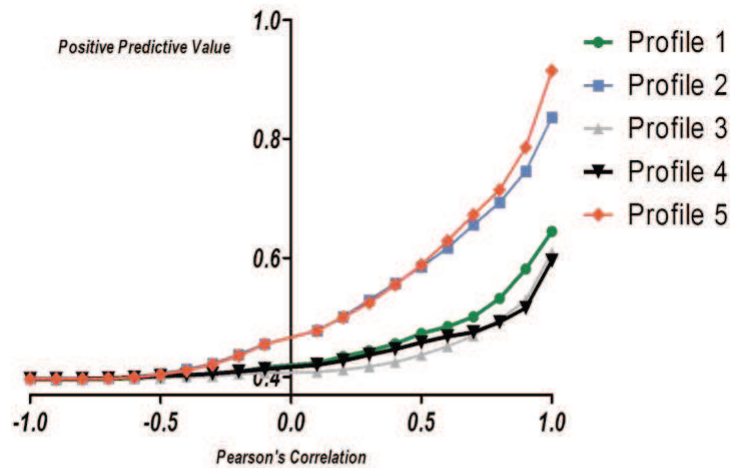 1.0
Positive Predictive Value
0.8
0.6
0.4
-1.0 -0.5 0.0 0.5 1.0
Pearson's Correlation
Profile 1
Profile 2
Profile 3
Profile 4
Profile 5